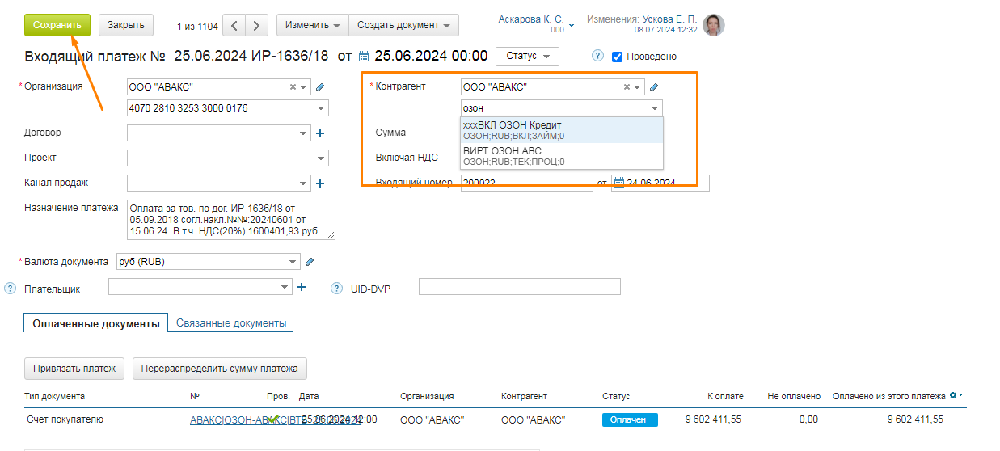 Сохранить Закрыть 1 из 1104 Изменить Создать документ Аскарова К. С. Изменения: Ускова Е. П.
000 08.07.2024 12:32
Входящий платеж № 25.06.2024 ИР-1636/18 от 25.06.2024 00:00 Статус ? Проведено
* Организация ООО "АВАКС" * Контрагент ООО "АВАКС"
4070 2810 3253 3000 0176 озон
Договор Сумма xxxВКЛ ОЗОН Кредит
ОЗОН;RUB;ВКЛ;ЗАЙМ;0
Проект Включая НДС ВИРТ ОЗОН АВС
ОЗОН;RUB;ТЕК;ПРОЦ;0
Канал продаж Входящий номер 200022 от 24.06.2024
Назначение платежа Оплата за тов. по дог. ИР-1636/18 от
05.09.2018 согл.накл.№№:20240601 от
15.06.24. В т.ч. НДС(20%) 1600401,93 руб.
* Валюта документа руб (RUB)
? Плательщик ? UID-DVP
Оплаченные документы Связанные документы
Привязать платеж Перераспределить сумму платежа
Тип документа № Пров. Дата Организация Контрагент Статус К оплате Не оплачено Оплачено из этого платежа
Счет покупателю АВАКС|ОЗОН-АВАКС|ВТБ 25.06.2024 12:00 ООО "АВАКС" ООО "АВАКС" Оплачен 9 602 411,55 0,00 9 602 411,55